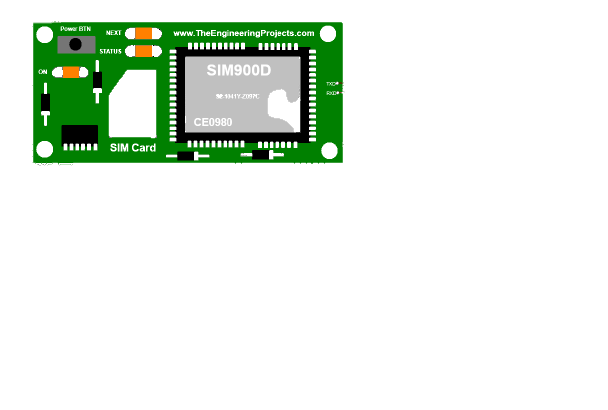 Power BTN
NEXT
www.TheEngineeringProjects.com
STATUS
ON
SIM900D
TXD
RXD
CE0980
SIM Card